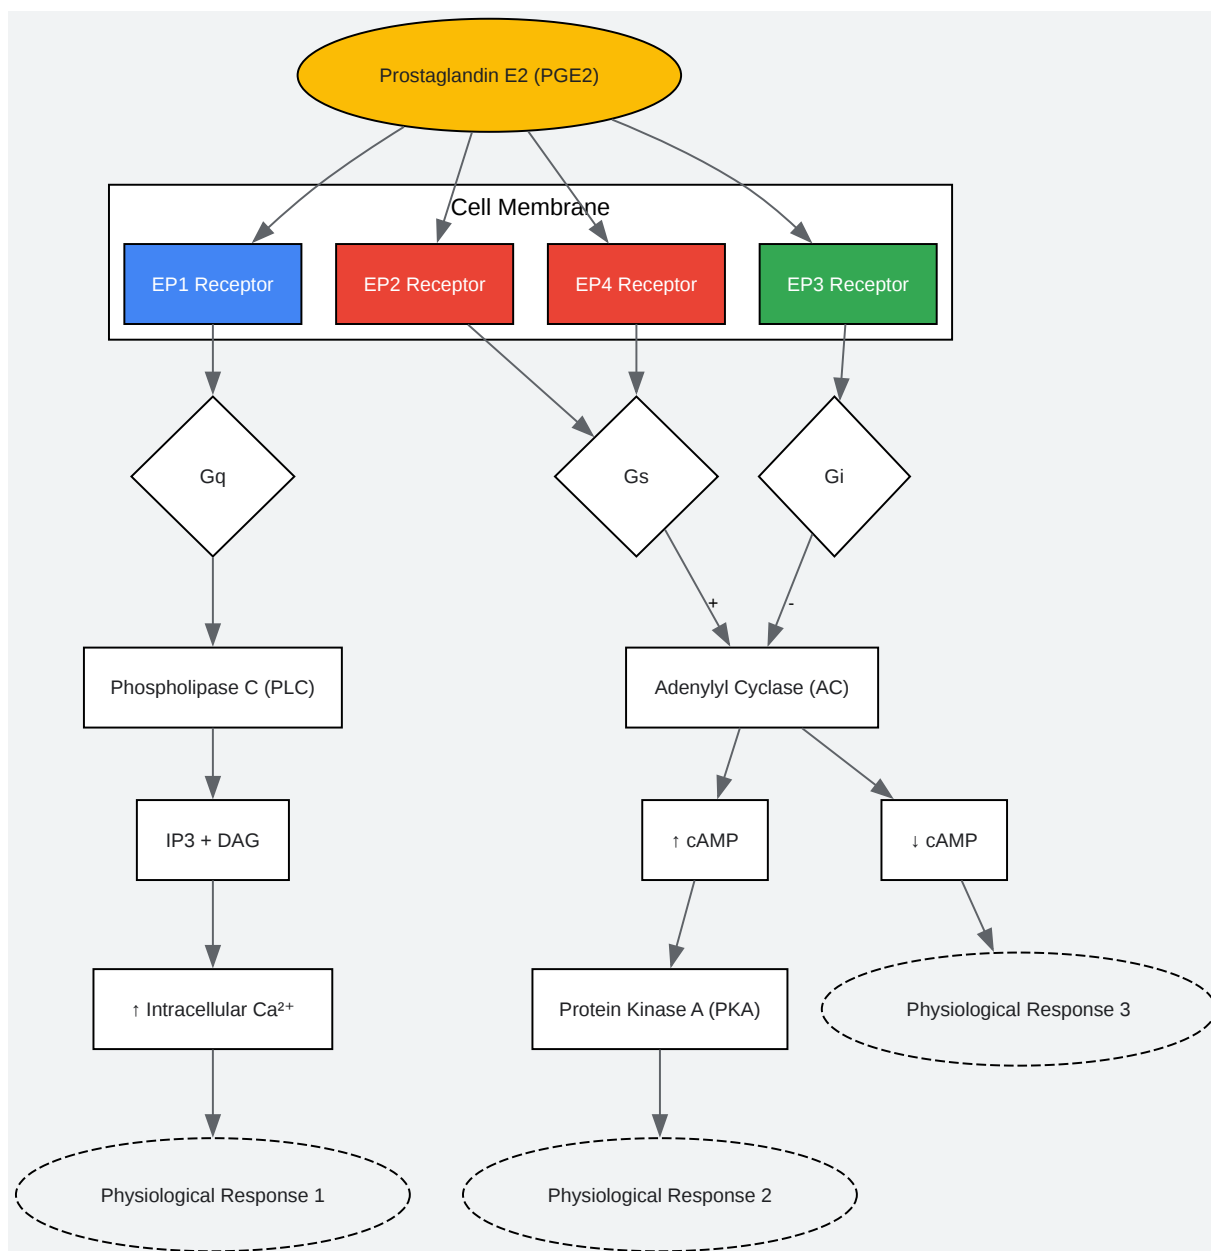 Prostaglandin E2 (PGE2)
Cell Membrane
EP1 Receptor
EP2 Receptor
EP4 Receptor
EP3 Receptor
Gq
Gs
Gi
+
-
Phospholipase C (PLC)
Adenylyl Cyclase (AC)
IP3 + DAG
↑ cAMP
↓ cAMP
↑ Intracellular Ca²⁺
Protein Kinase A (PKA)
Physiological Response 3
Physiological Response 1
Physiological Response 2